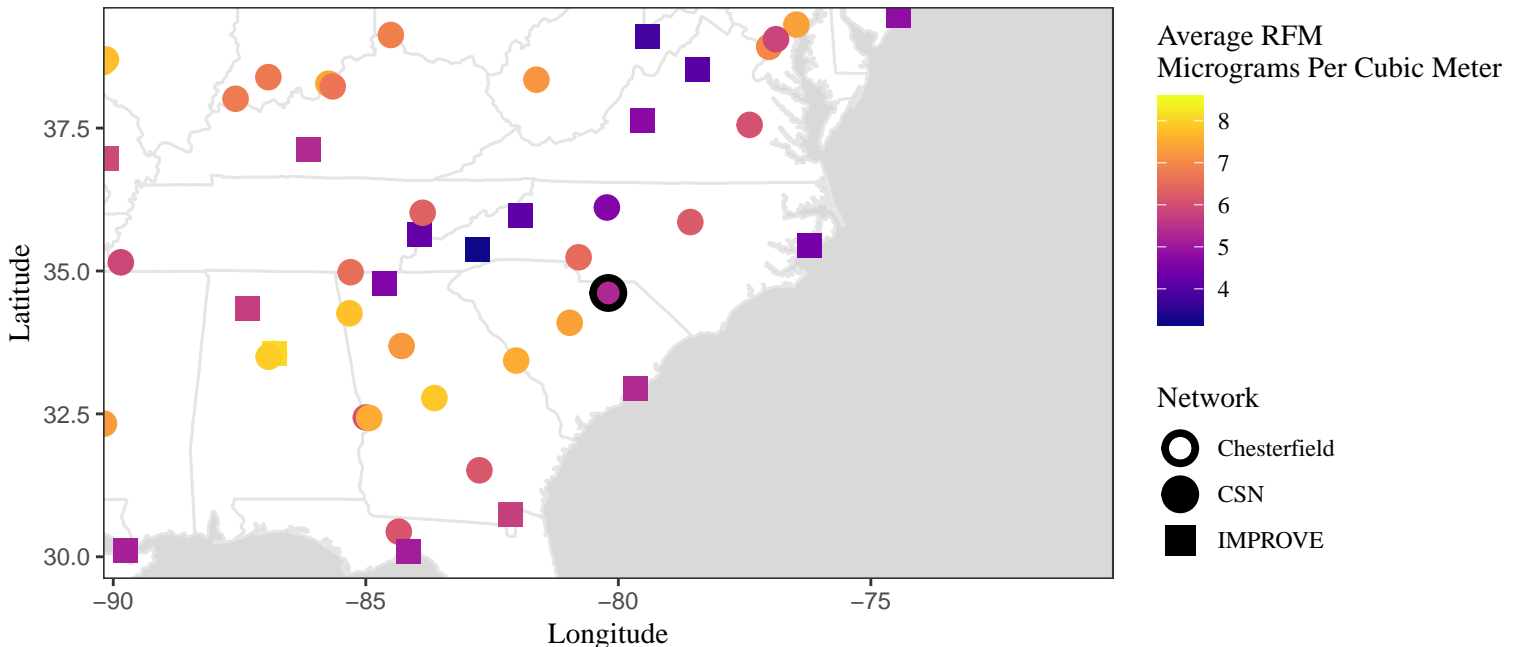 Latitude
37.5
35.0
32.5
30.0
−90
−85
−80
−75
Longitude
Average RFM
Micrograms Per Cubic Meter
8
7
6
5
4
Network
Chesterfield
CSN
IMPROVE